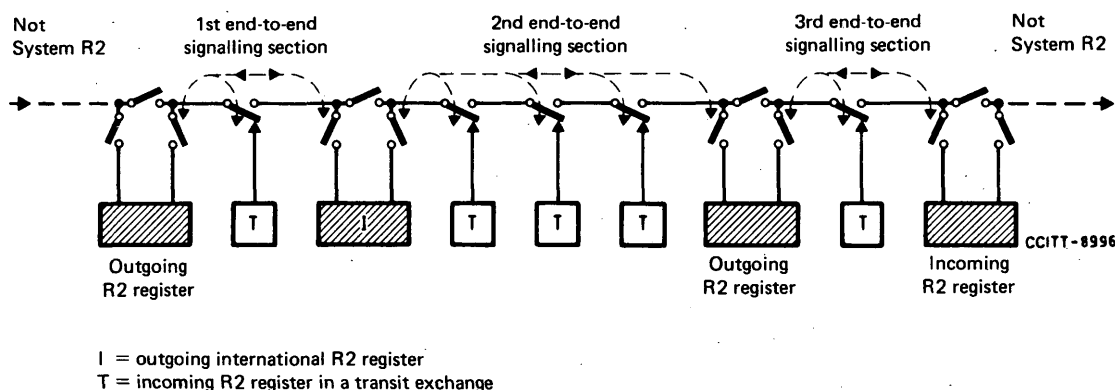 Not
System R2
1st end-to-end
signalling section
2nd end-to-end
signalling section
3rd end-to-end
signalling section
Not
System R2
T
I
T
T
T
T
CCITT-8996
Outgoing
R2 register
Outgoing
R2 register
Incoming
R2 register
I = outgoing international R2 register
T = incoming R2 register in a transit exchange